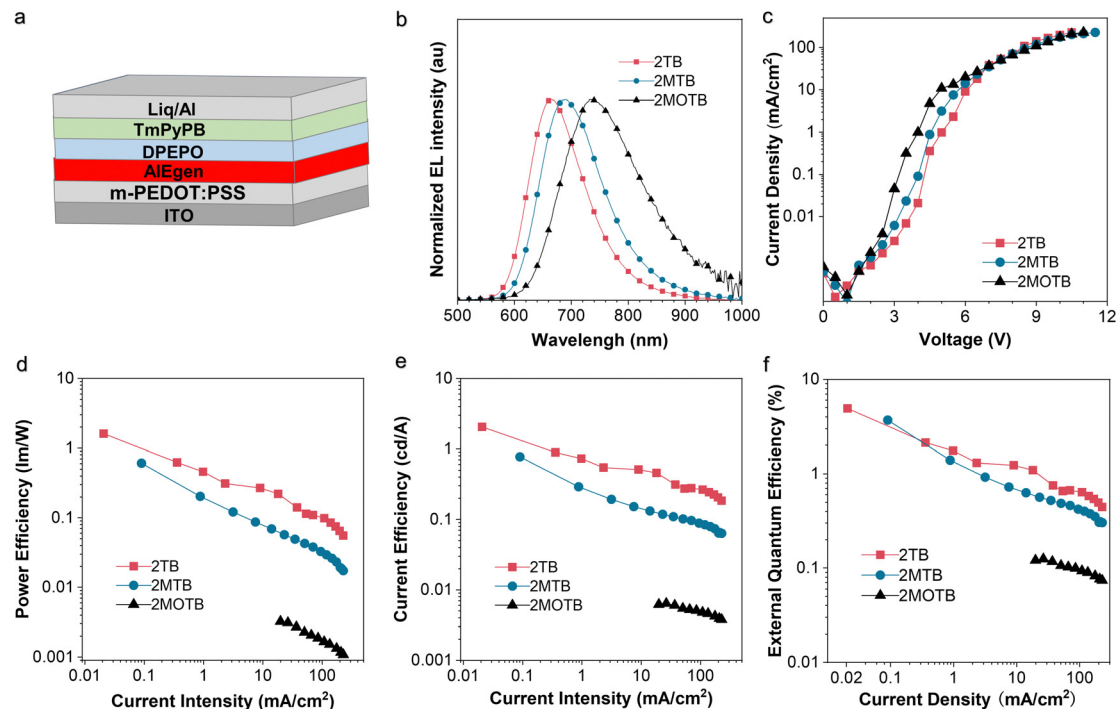 a
Liq/Al
TmPyPB
DPEPO
AIEgen
m-PEDOT:PSS
ITO
b
Normalized EL intensity (au)
2TB
2MTB
2MOTB
500 600 700 800 900 1000
Wavelengh (nm)
c
Current Density (mA/cm²)
100
10
1
0.1
0.01
2TB
2MTB
2MOTB
0 3 6 9 12
Voltage (V)
d
Power Efficiency (lm/W)
10
1
0.1
0.01
0.001
2TB
2MTB
2MOTB
0.01 0.1 1 10 100
Current Intensity (mA/cm²)
e
Current Efficiency (cd/A)
10
1
0.1
0.01
0.001
2TB
2MTB
2MOTB
0.01 0.1 1 10 100
Current Intensity (mA/cm²)
f
External Quantum Efficiency (%)
10
1
0.1
0.01
2TB
2MTB
2MOTB
0.02 0.1 1 10 100
Current Density（mA/cm²)